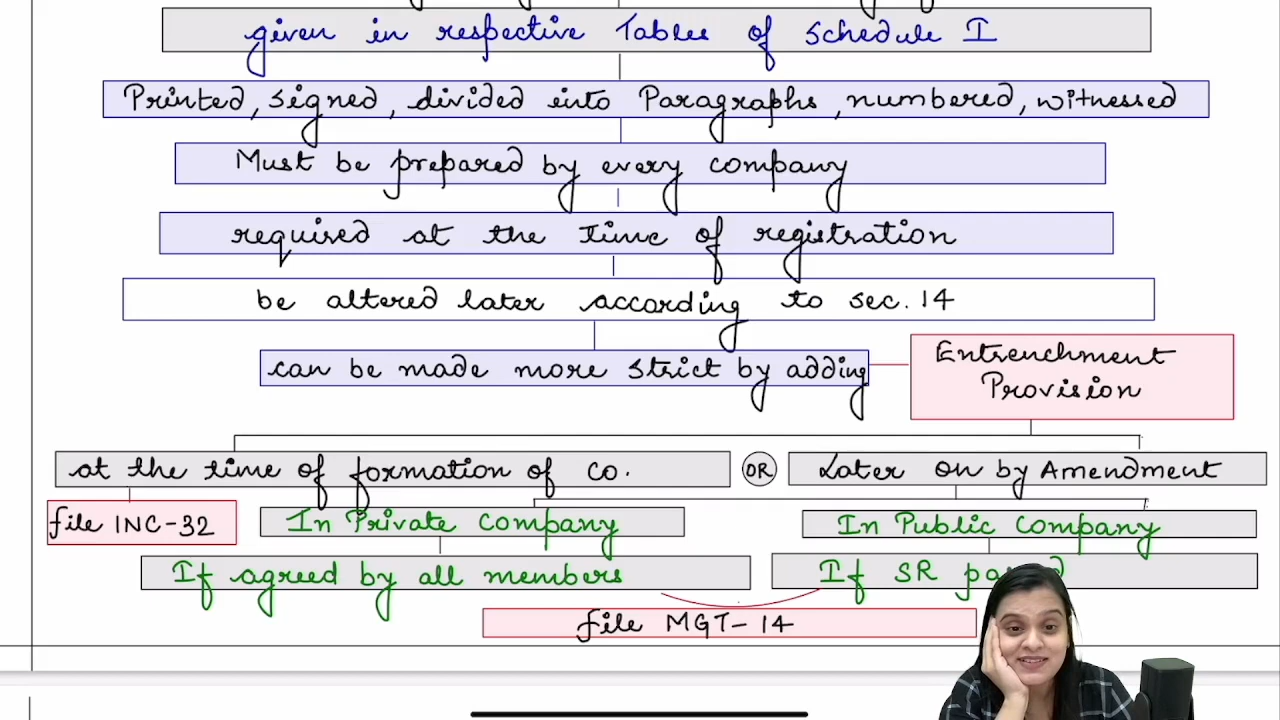 given in respective Tables of Schedule I
Printed, signed, divided into Paragraphs, numbered, witnessed
Must be prepared by every company
required at the time of registration
be altered later according to sec. 14
can be made more strict by adding
Entrenchment
Provision
at the time of formation of co.
OR
Later on by Amendment
file INC-32
In Private Company
In Public Company
If agreed by all members
If SR
file MGT-14